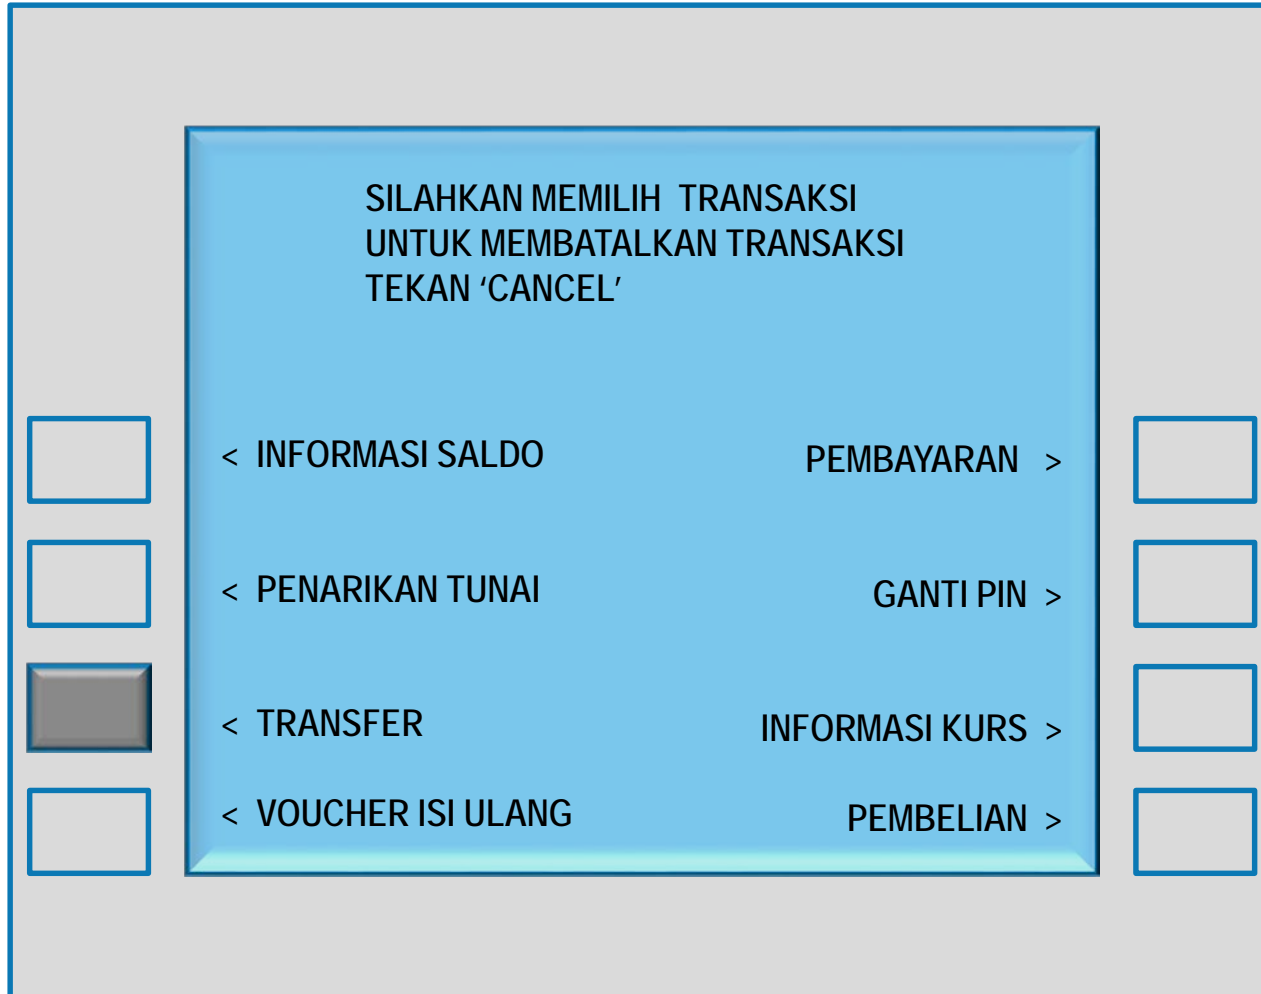 SILAHKAN MEMILIH TRANSAKSI
UNTUK MEMBATALKAN TRANSAKSI
TEKAN ‘CANCEL’
< INFORMASI SALDO
PEMBAYARAN >
< PENARIKAN TUNAI
GANTI PIN >
< TRANSFER
INFORMASI KURS >
< VOUCHER ISI ULANG
PEMBELIAN >